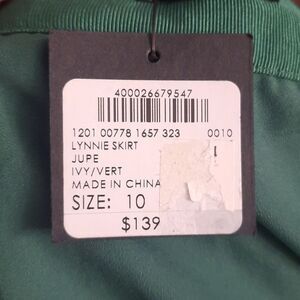 400026679547
1201 00778 1657 323 0010
LYNNIE SKIRT
JUPE
IVY/VERT
MADE IN CHINA
SIZE: 10
$139